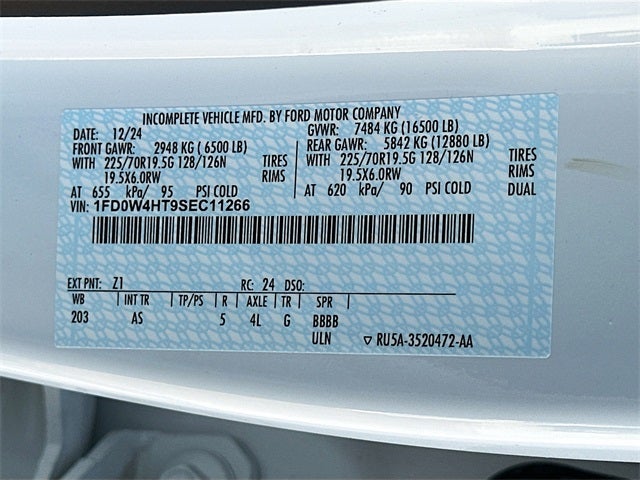 INCOMPLETE VEHICLE MFD. BY FORD MOTOR COMPANY
DATE: 12/24 GVWR: 7484 KG (16500 LB)
FRONT GAWR: 2948 KG ( 6500 LB) REAR GAWR: 5842 KG (12880 LB)
WITH 225/70R19.5G 128/126N TIRES WITH 225/70R19.5G 128/126N TIRES
19.5X6.0RW RIMS 19.5X6.0RW RIMS
AT 655 kPa/ 95 PSI COLD AT 620 kPa/ 90 PSI COLD DUAL
VIN: 1FD0W4HT9SEC11266
EXT PNT: Z1 RC: 24 DSO:
WB INT TR TP/PS R AXLE TR SPR
203 AS 5 4L G BBBB
ULN ▽ RU5A-3520472-AA